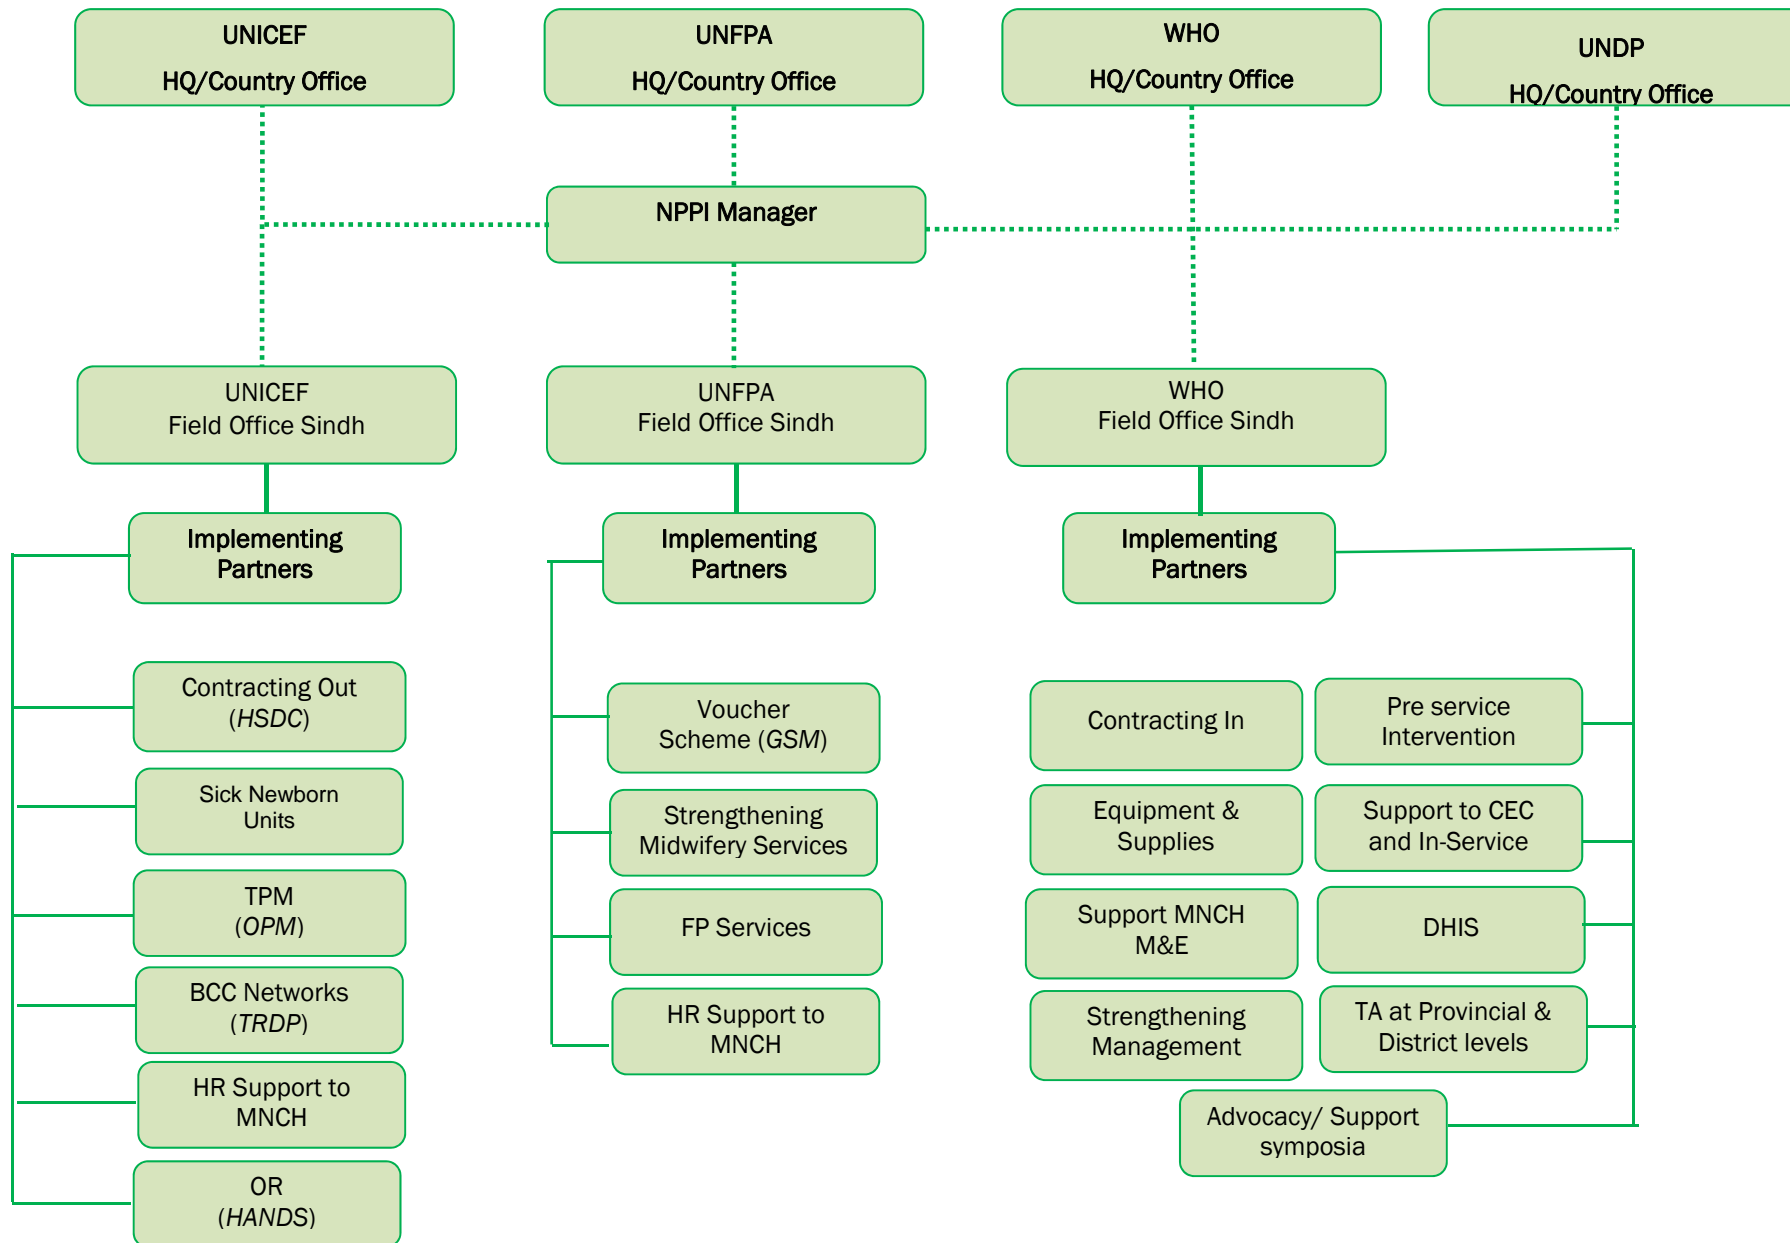 UNICEF
HQ/Country Office
UNFPA
HQ/Country Office
WHO
HQ/Country Office
UNDP
HQ/Country Office
NPPI Manager
UNICEF
Field Office Sindh
UNFPA
Field Office Sindh
WHO
Field Office Sindh
Implementing
Partners
Implementing
Partners
Implementing
Partners
Contracting Out
(HSDC)
Sick Newborn
Units
TPM
(OPM)
BCC Networks
(TRDP)
HR Support to
MNCH
OR
(HANDS)
Voucher
Scheme (GSM)
Strengthening
Midwifery Services
FP Services
HR Support to
MNCH
Contracting In
Pre service
Intervention
Equipment &
Supplies
Support to CEC
and In-Service
Support MNCH
M&E
DHIS
Strengthening
Management
TA at Provincial &
District levels
Advocacy/ Support
symposia